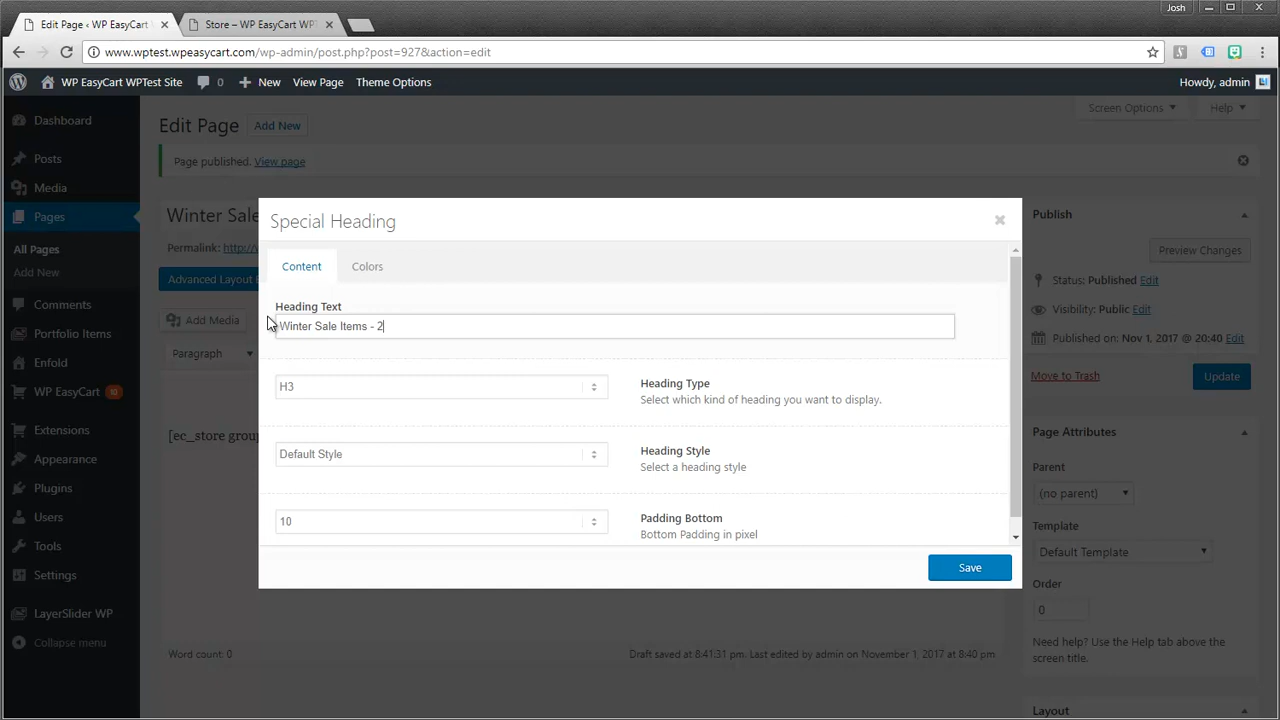 Josh
Edit Page ‹ WP EasyCart
Store – WP EasyCart WPT
www.wptest.wpeasycart.com/wp-admin/post.php?post=927&action=edit
WP EasyCart WPTest Site 0 New View Page Theme Options Howdy, admin
Screen Options Help
Dashboard
Posts
Media
Pages
All Pages
Add New
Comments
Portfolio Items
Enfold
WP EasyCart 10
Extensions
Appearance
Plugins
Users
Tools
Settings
LayerSlider WP
Collapse menu
Edit Page Add New
Page published. View page
Winter Sale
Permalink: http://
Advanced Layout
Add Media
Paragraph
[ec_store group
Word count: 0
Draft saved at 8:41:31 pm. Last edited by admin on November 1, 2017 at 8:40 pm
Special Heading
Content Colors
Heading Text
Winter Sale Items - 2
H3
Heading Type
Select which kind of heading you want to display.
Default Style
Heading Style
Select a heading style
10
Padding Bottom
Bottom Padding in pixel
Save
Publish
Preview Changes
Status: Published Edit
Visibility: Public Edit
Published on: Nov 1, 2017 @ 20:40 Edit
Move to Trash
Update
Page Attributes
Parent
(no parent)
Template
Default Template
Order
0
Need help? Use the Help tab above the
screen title.
Layout